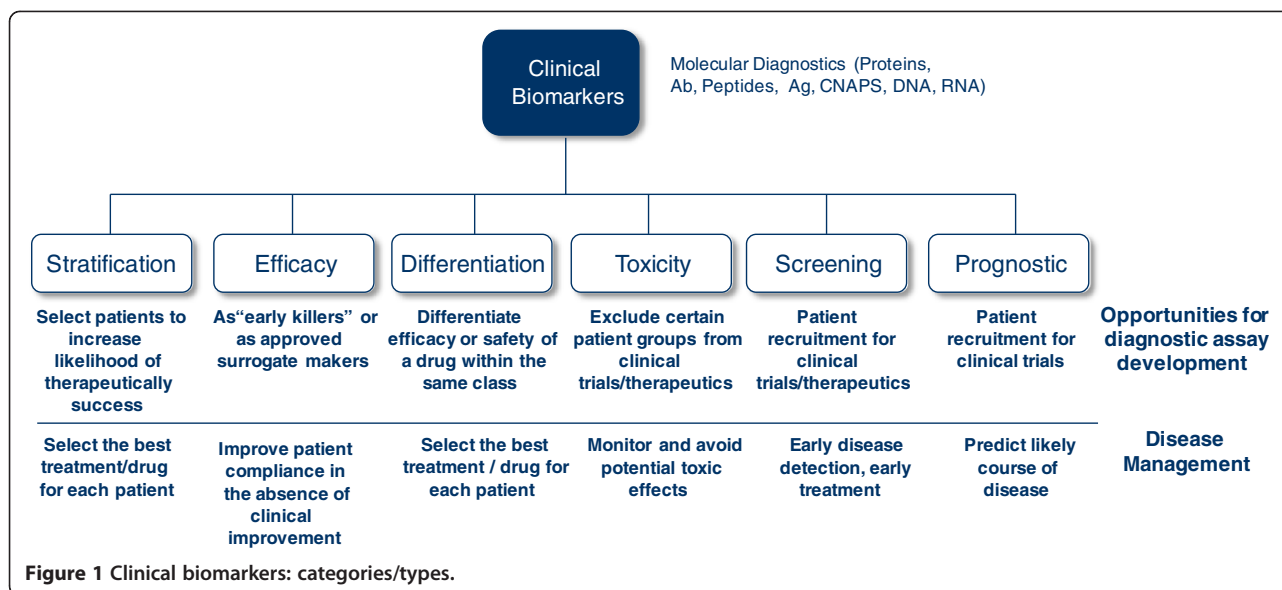 Clinical
Biomarkers
Molecular Diagnostics (Proteins,
Ab, Peptides, Ag, CNAPS, DNA, RNA)
Stratification
Efficacy
Differentiation
Toxicity
Screening
Prognostic
Select patients to
increase
likelihood of
therapeutically
success
As“early killers” or
as approved
surrogate makers
Differentiate
efficacy or safety of
a drug within the
same class
Exclude certain
patient groups from
clinical
trials/therapeutics
Patient
recruitment for
clinical
trials/therapeutics
Patient
recruitment for
clinical trials
Opportunities for
diagnostic assay
development
Select the best
treatment/drug
for each patient
Improve patient
compliance in
the absence of
clinical
improvement
Select the best
treatment / drug for
each patient
Monitor and avoid
potential toxic
effects
Early disease
detection, early
treatment
Predict likely
course of
disease
Disease
Management
Figure 1 Clinical biomarkers: categories/types.